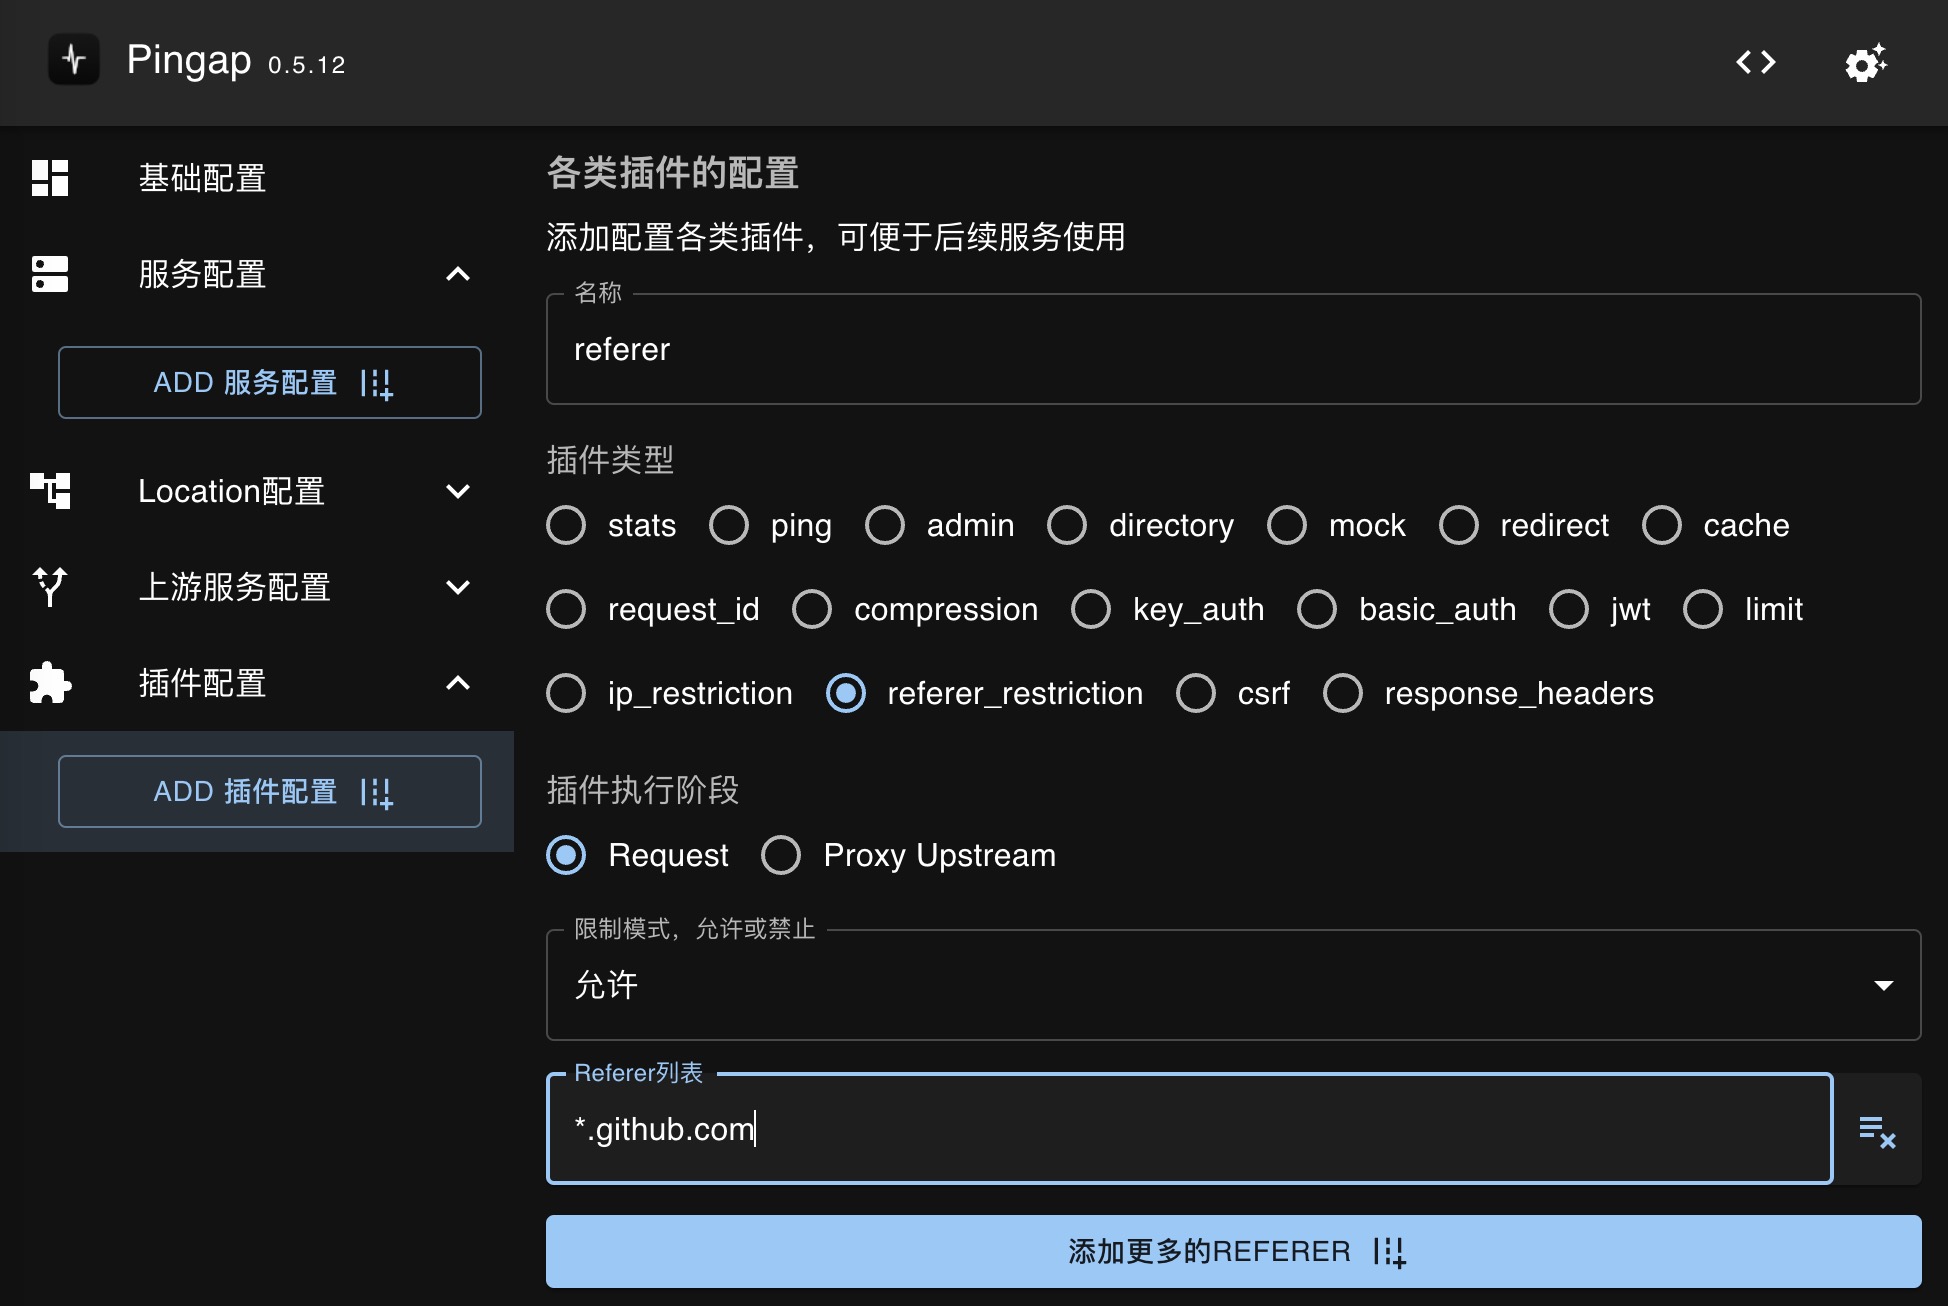 Pingap 0.5.12
基础配置
服务配置
ADD 服务配置
Location配置
上游服务配置
插件配置
ADD 插件配置
各类插件的配置
添加配置各类插件，可便于后续服务使用
名称
referer
插件类型
stats ping admin directory mock redirect cache
request_id compression key_auth basic_auth jwt limit
ip_restriction referer_restriction csrf response_headers
插件执行阶段
Request Proxy Upstream
限制模式，允许或禁止
允许
Referer列表
*.github.com
添加更多的REFERER